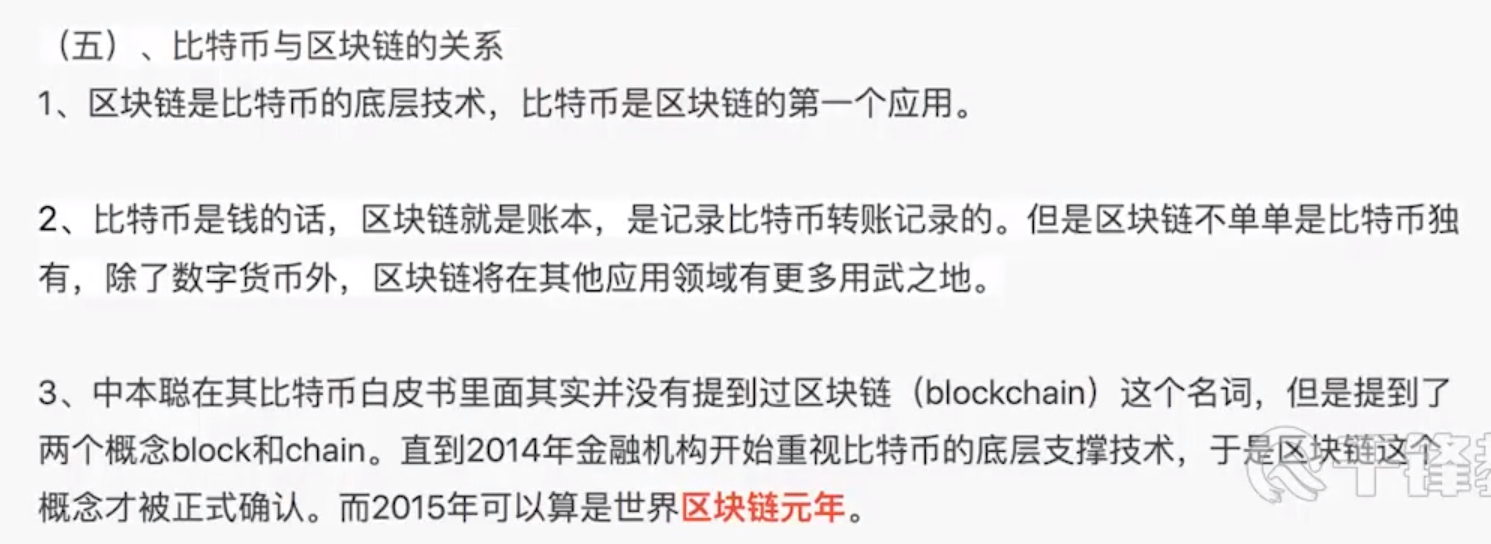 （五）、比特币与区块链的关系
1、区块链是比特币的底层技术，比特币是区块链的第一个应用。
2、比特币是钱的话，区块链就是账本，是记录比特币转账记录的。但是区块链不单单是比特币独
有，除了数字货币外，区块链将在其他应用领域有更多用武之地。
3、中本聪在其比特币白皮书里面其实并没有提到过区块链（blockchain）这个名词，但是提到了
两个概念block和chain。直到2014年金融机构开始重视比特币的底层支撑技术，于是区块链这个
概念才被正式确认。而2015年可以算是世界区块链元年。
千锋教